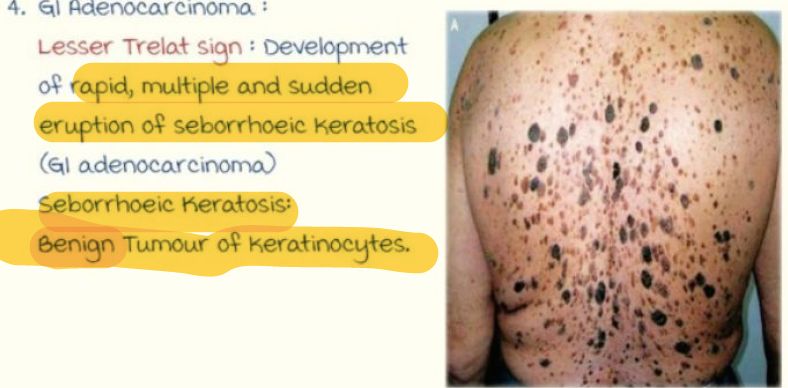 4. GI Adenocarcinoma :
Lesser Trelat sign : Development
of rapid, multiple and sudden
eruption of seborrhoeic keratosis
(GI adenocarcinoma)
Seborrhoeic Keratosis:
Benign Tumour of keratinocytes.
A